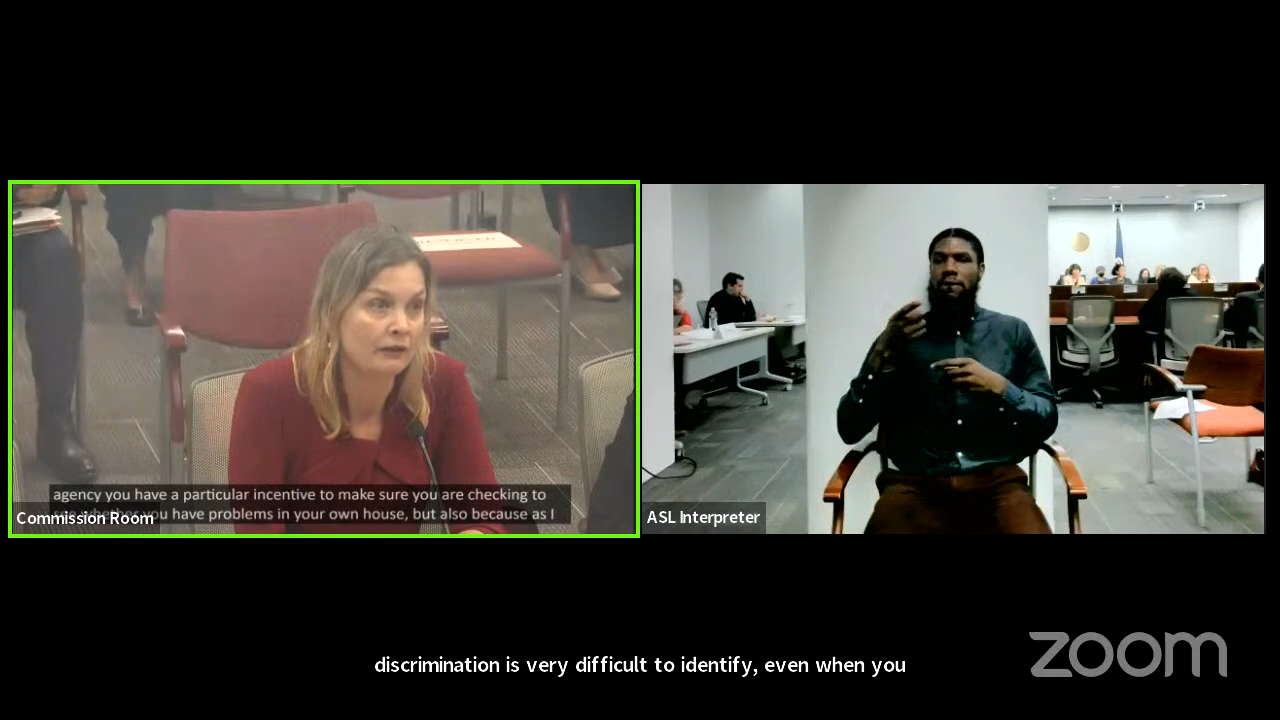 agency you have a particular incentive to make sure you are checking to
you have problems in your own house, but also because as I
Commission Room
ASL Interpreter
discrimination is very difficult to identify, even when you
zoom